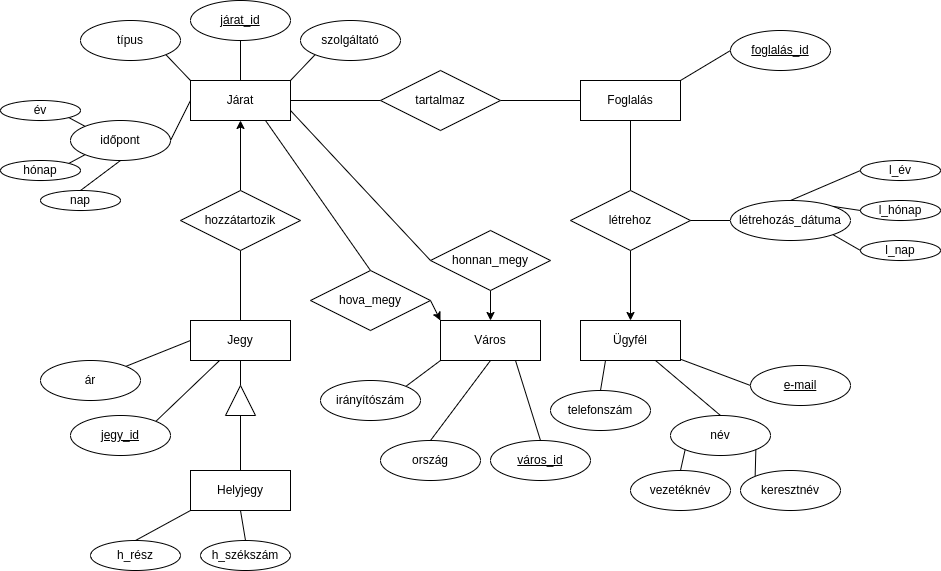 járat_id
típus
szolgáltató
foglalás_id
Járat
tartalmaz
Foglalás
év
időpont
hónap
nap
l_év
hozzátartozik
létrehoz
létrehozás_dátuma
l_hónap
l_nap
honnan_megy
hova_megy
Jegy
Város
Ügyfél
ár
irányítószám
telefonszám
e-mail
jegy_id
ország
város_id
név
Helyjegy
vezetéknév
keresztnév
h_rész
h_székszám